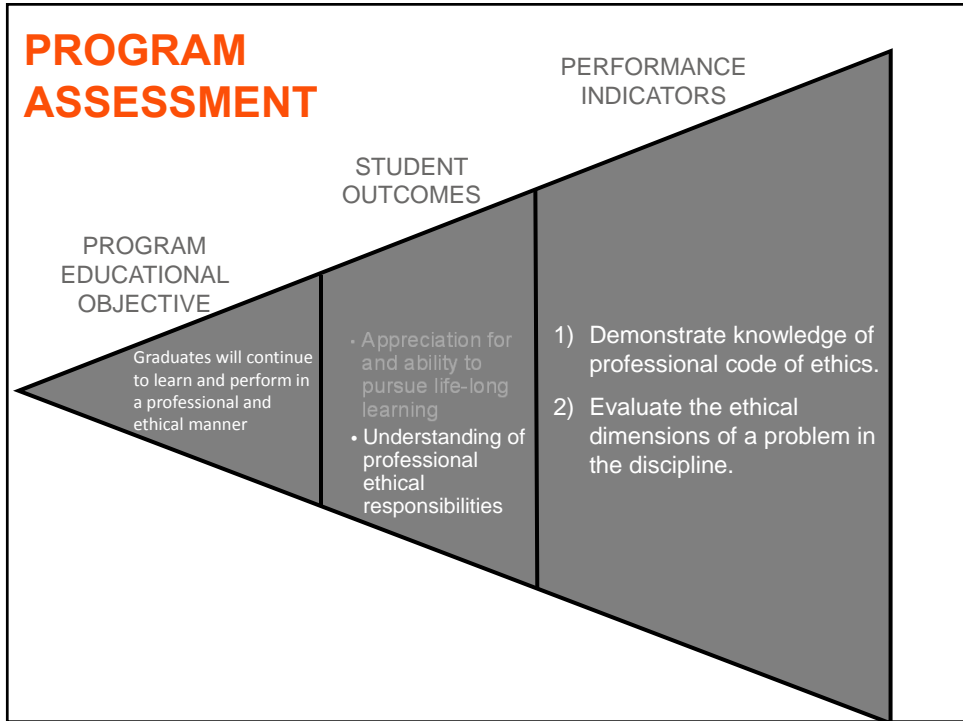 PROGRAM
ASSESSMENT
PERFORMANCE
INDICATORS
STUDENT
OUTCOMES
PROGRAM
EDUCATIONAL
OBJECTIVE
Graduates will continue
to learn and perform in
a professional and
ethical manner
• Appreciation for
and ability to
pursue life-long
learning
• Understanding of
professional
ethical
responsibilities
1) Demonstrate knowledge of
professional code of ethics.
2) Evaluate the ethical
dimensions of a problem in
the discipline.